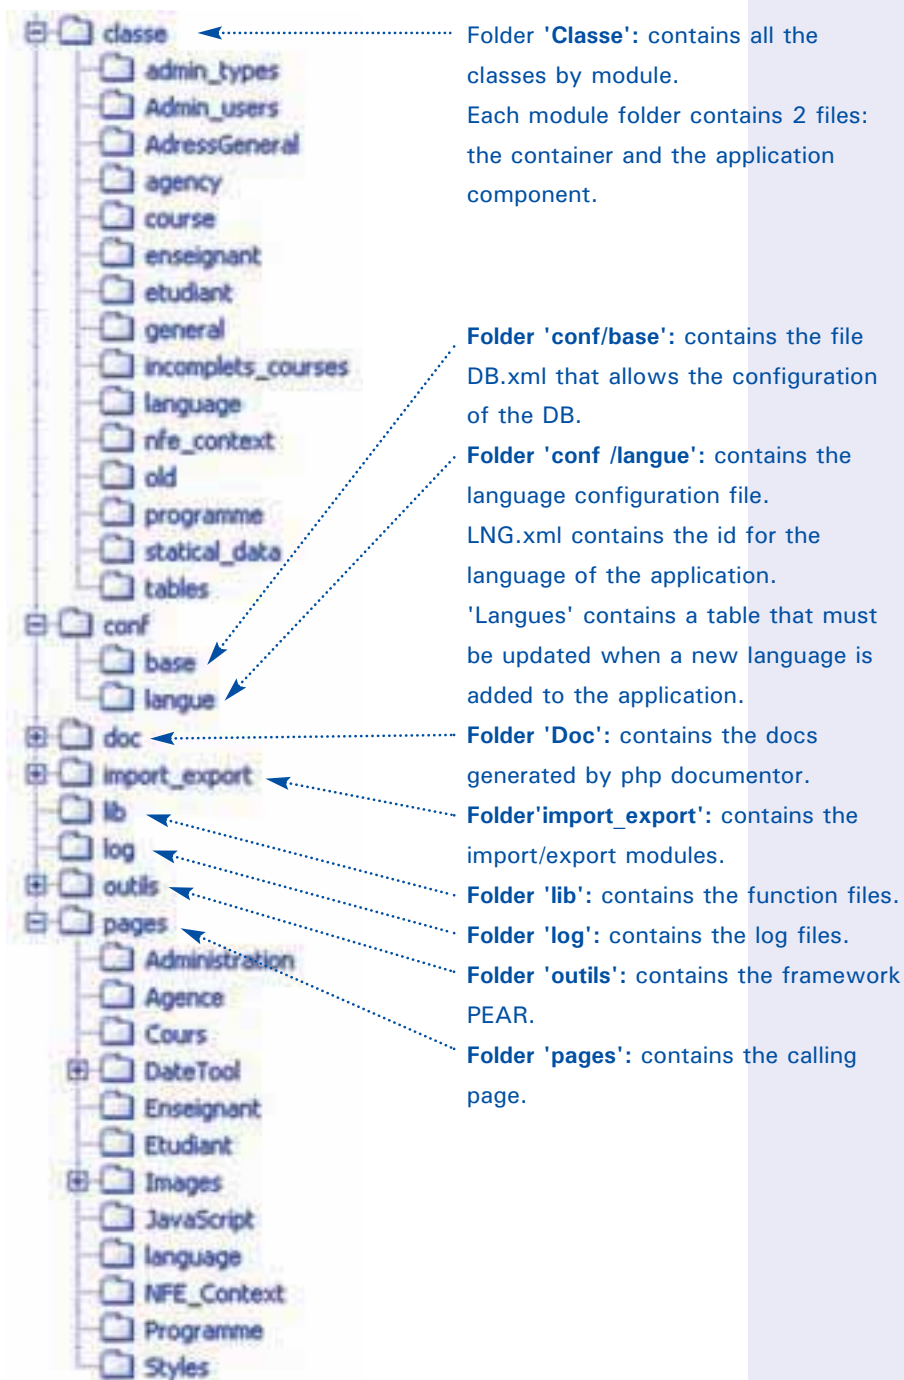 classe
admin_types
Admin_users
AdressGeneral
agency
course
enseignant
etudiant
general
incomplets_courses
language
nfe_context
old
programme
statical_data
tables
conf
base
langue
doc
import_export
lib
log
outils
pages
Administration
Agence
Cours
DateTool
Enseignant
Etudiant
Images
JavaScript
language
NFE_Context
Programme
Styles
Folder 'Classe': contains all the
classes by module.
Each module folder contains 2 files:
the container and the application
component.
Folder 'conf/base': contains the file
DB.xml that allows the configuration
of the DB.
Folder 'conf /langue': contains the
language configuration file.
LNG.xml contains the id for the
language of the application.
'Langues' contains a table that must
be updated when a new language is
added to the application.
Folder 'Doc': contains the docs
generated by php documentor.
Folder'import_export': contains the
import/export modules.
Folder 'lib': contains the function files.
Folder 'log': contains the log files.
Folder 'outils': contains the framework
PEAR.
Folder 'pages': contains the calling
page.